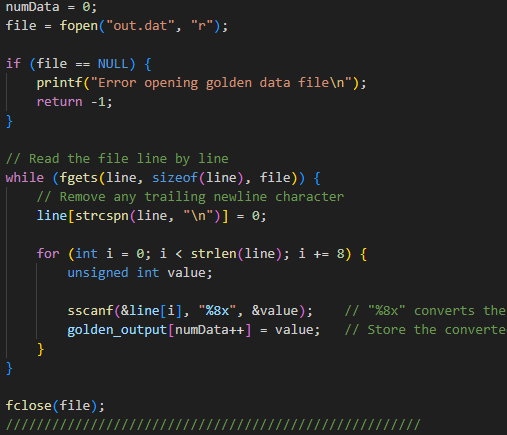 numData = 0;
file = fopen("out.dat", "r");
if (file == NULL) {
    printf("Error opening golden data file\n");
    return -1;
}
// Read the file line by line
while (fgets(line, sizeof(line), file)) {
    // Remove any trailing newline character
    line[strcspn(line, "\n")] = 0;
    for (int i = 0; i < strlen(line); i += 8) {
        unsigned int value;
        sscanf(&line[i], "%8x", &value);    // "%8x" converts the
        golden_output[numData++] = value;   // Store the converte
    }
}
fclose(file);
//////////////////////////////////////////////////////